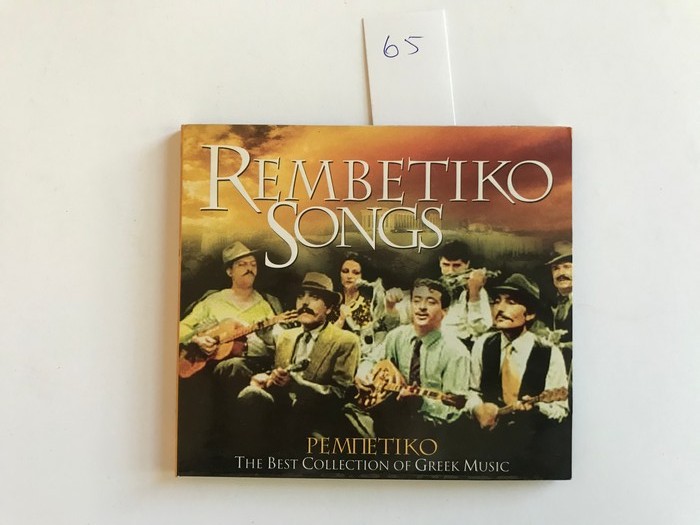 65
REMBETIKO
SONGS
ΡΕΜΠΕΤΙΚΟ
THE BEST COLLECTION OF GREEK MUSIC